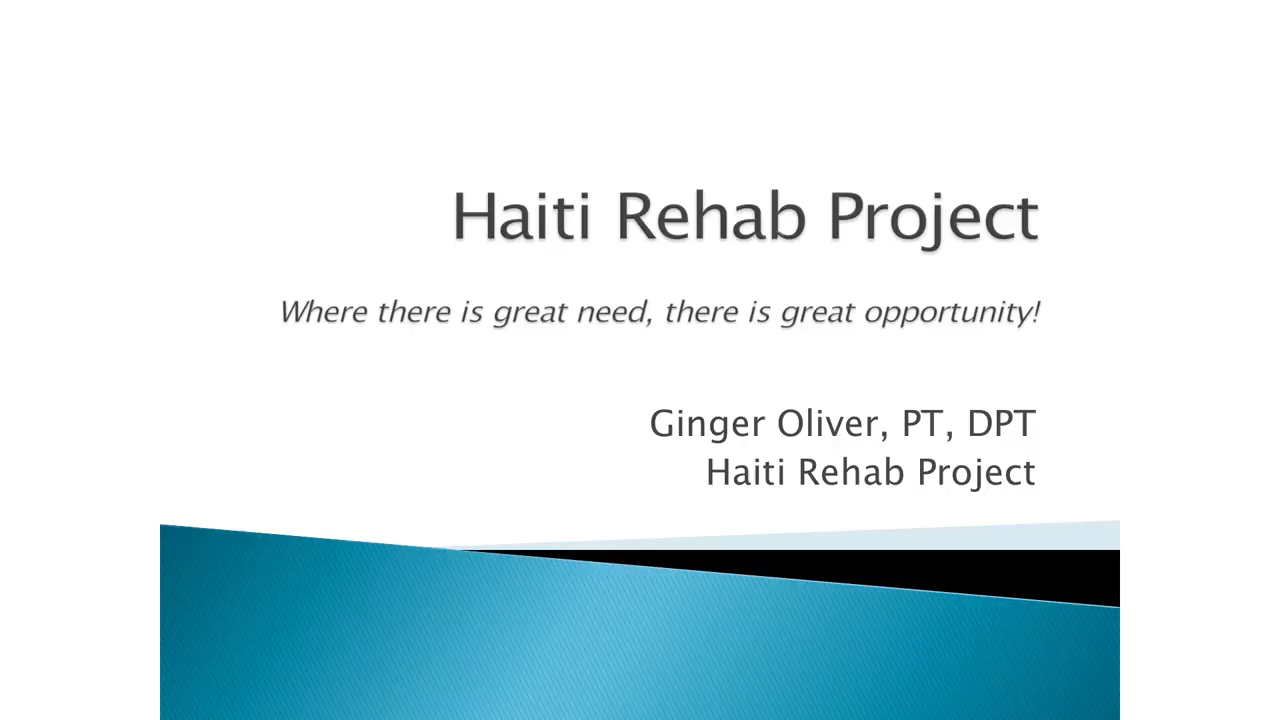 Haiti Rehab Project
Where there is great need, there is great opportunity!
Ginger Oliver, PT, DPT
Haiti Rehab Project